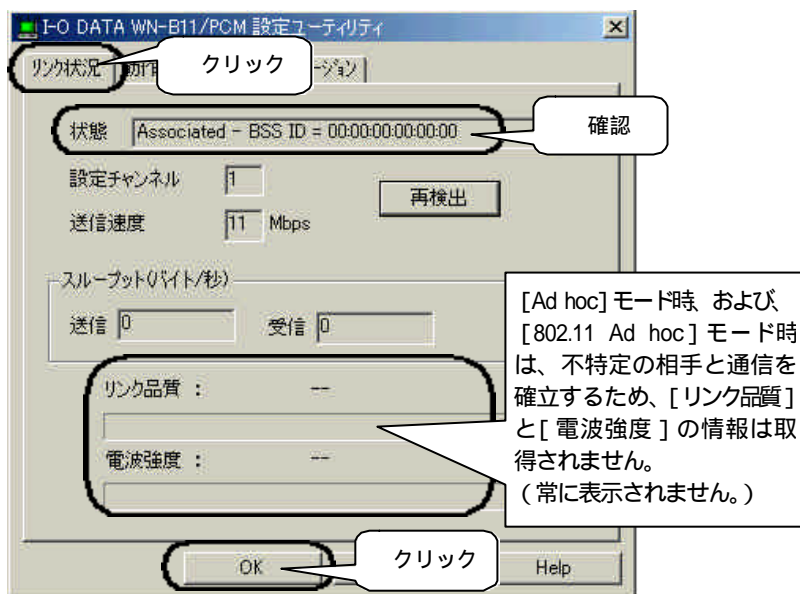 I-O DATA WN-B11/PCM 設定ユーティリティ
リンク状況
クリック
ージョン
状態 Associated - BSS ID = 00:00:00:00:00:00
確認
設定チャンネル 1
再検出
送信速度 11 Mbps
スループット(バイト/秒)
送信 0 受信 0
[Ad hoc]モード時、および、
[802.11 Ad hoc]モード時
は、不特定の相手と通信を
確立するため、[リンク品質]
と[電波強度]の情報は取
得されません。
(常に表示されません。)
リンク品質 : --
電波強度 : --
OK
クリック
Help